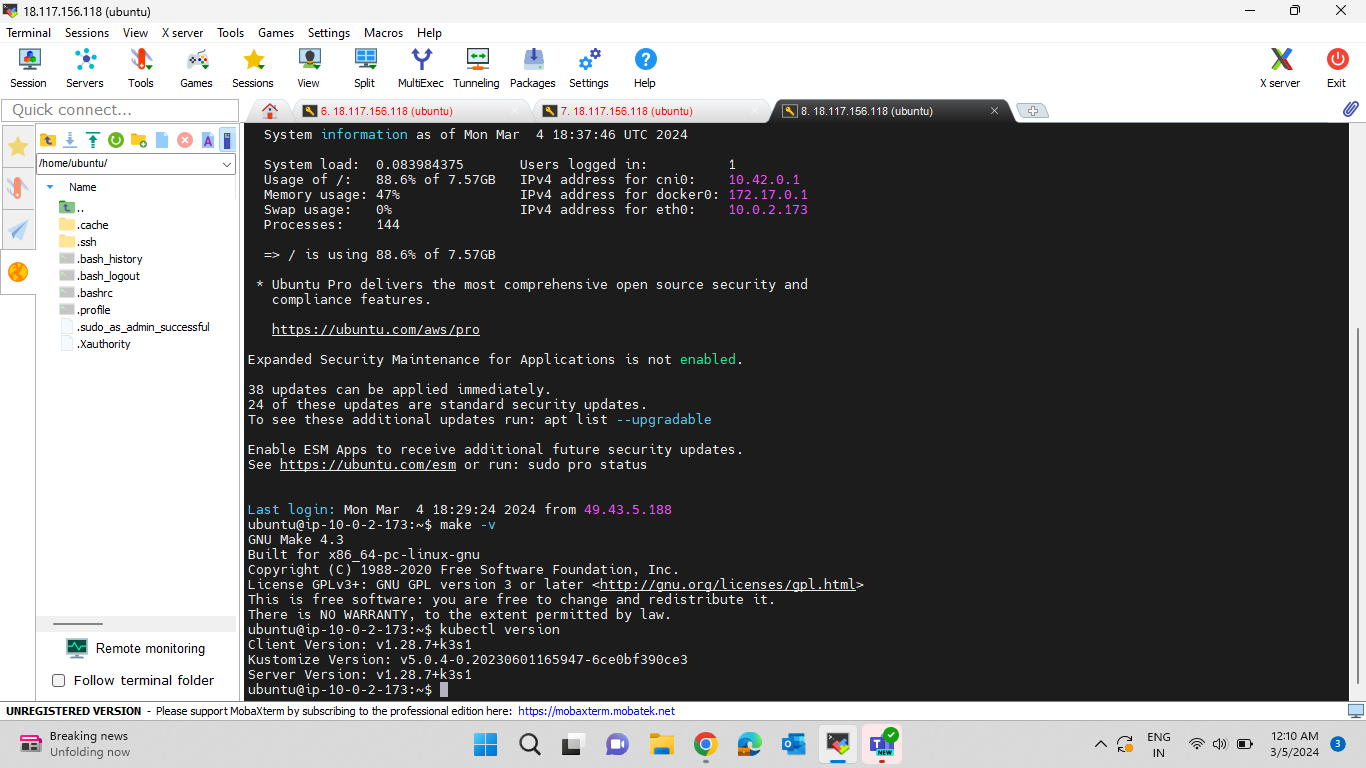 18.117.156.118 (ubuntu)
Terminal Sessions View X server Tools Games Settings Macros Help
Session Servers Tools Games Sessions View Split MultiExec Tunneling Packages Settings Help X server Exit
Quick connect...
6. 18.117.156.118 (ubuntu)
7. 18.117.156.118 (ubuntu)
8. 18.117.156.118 (ubuntu)
/home/ubuntu/
Name
..
.cache
.ssh
.bash_history
.bash_logout
.bashrc
.profile
.sudo_as_admin_successful
.Xauthority
Remote monitoring
Follow terminal folder
System information as of Mon Mar  4 18:37:46 UTC 2024
System load:  0.083984375       Users logged in:          1
Usage of /:   88.6% of 7.57GB   IPv4 address for cni0:    10.42.0.1
Memory usage: 47%               IPv4 address for docker0: 172.17.0.1
Swap usage:   0%                IPv4 address for eth0:    10.0.2.173
Processes:    144
=> / is using 88.6% of 7.57GB
* Ubuntu Pro delivers the most comprehensive open source security and
compliance features.
https://ubuntu.com/aws/pro
Expanded Security Maintenance for Applications is not enabled.
38 updates can be applied immediately.
24 of these updates are standard security updates.
To see these additional updates run: apt list --upgradable
Enable ESM Apps to receive additional future security updates.
See https://ubuntu.com/esm or run: sudo pro status
Last login: Mon Mar  4 18:29:24 2024 from 49.43.5.188
ubuntu@ip-10-0-2-173:~$ make -v
GNU Make 4.3
Built for x86_64-pc-linux-gnu
Copyright (C) 1988-2020 Free Software Foundation, Inc.
License GPLv3+: GNU GPL version 3 or later <http://gnu.org/licenses/gpl.html>
This is free software: you are free to change and redistribute it.
There is NO WARRANTY, to the extent permitted by law.
ubuntu@ip-10-0-2-173:~$ kubectl version
Client Version: v1.28.7+k3s1
Kustomize Version: v5.0.4-0.20230601165947-6ce0bf390ce3
Server Version: v1.28.7+k3s1
ubuntu@ip-10-0-2-173:~$
UNREGISTERED VERSION - Please support MobaXterm by subscribing to the professional edition here: https://mobaxterm.mobatek.net
Breaking news
Unfolding now
NEW
ENG
IN
12:10 AM
3/5/2024
3